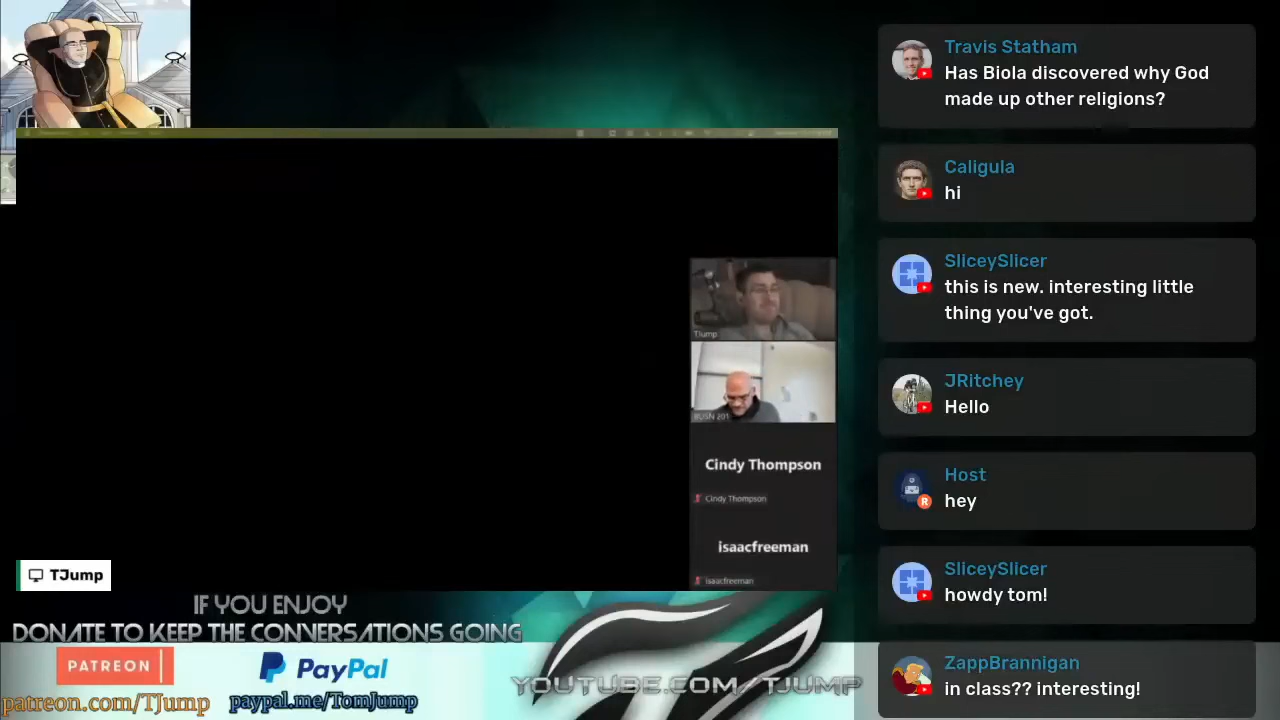 Travis Statham
Has Biola discovered why God
made up other religions?
Caligula
hi
SliceySlicer
this is new. interesting little
thing you've got.
JRitchey
Hello
Host
hey
SliceySlicer
howdy tom!
ZappBrannigan
in class?? interesting!
TJump
BUSN 201
Cindy Thompson
Cindy Thompson
isaacfreeman
isaacfreeman
TJump
IF YOU ENJOY
DONATE TO KEEP THE CONVERSATIONS GOING
PATREON
PayPal
patreon.com/TJump
paypal.me/TomJump
YOUTUBE.COM/TJUMP